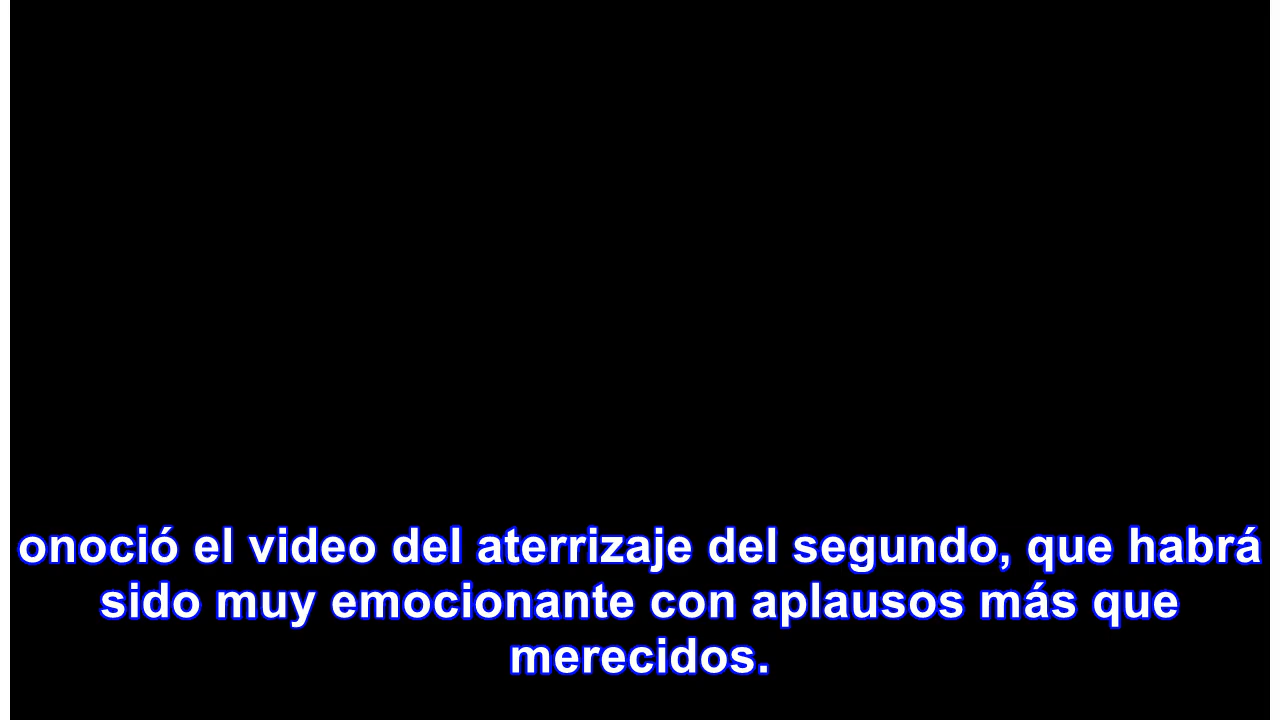 onoció el video del aterrizaje del segundo, que habrá
sido muy emocionante con aplausos más que
merecidos.